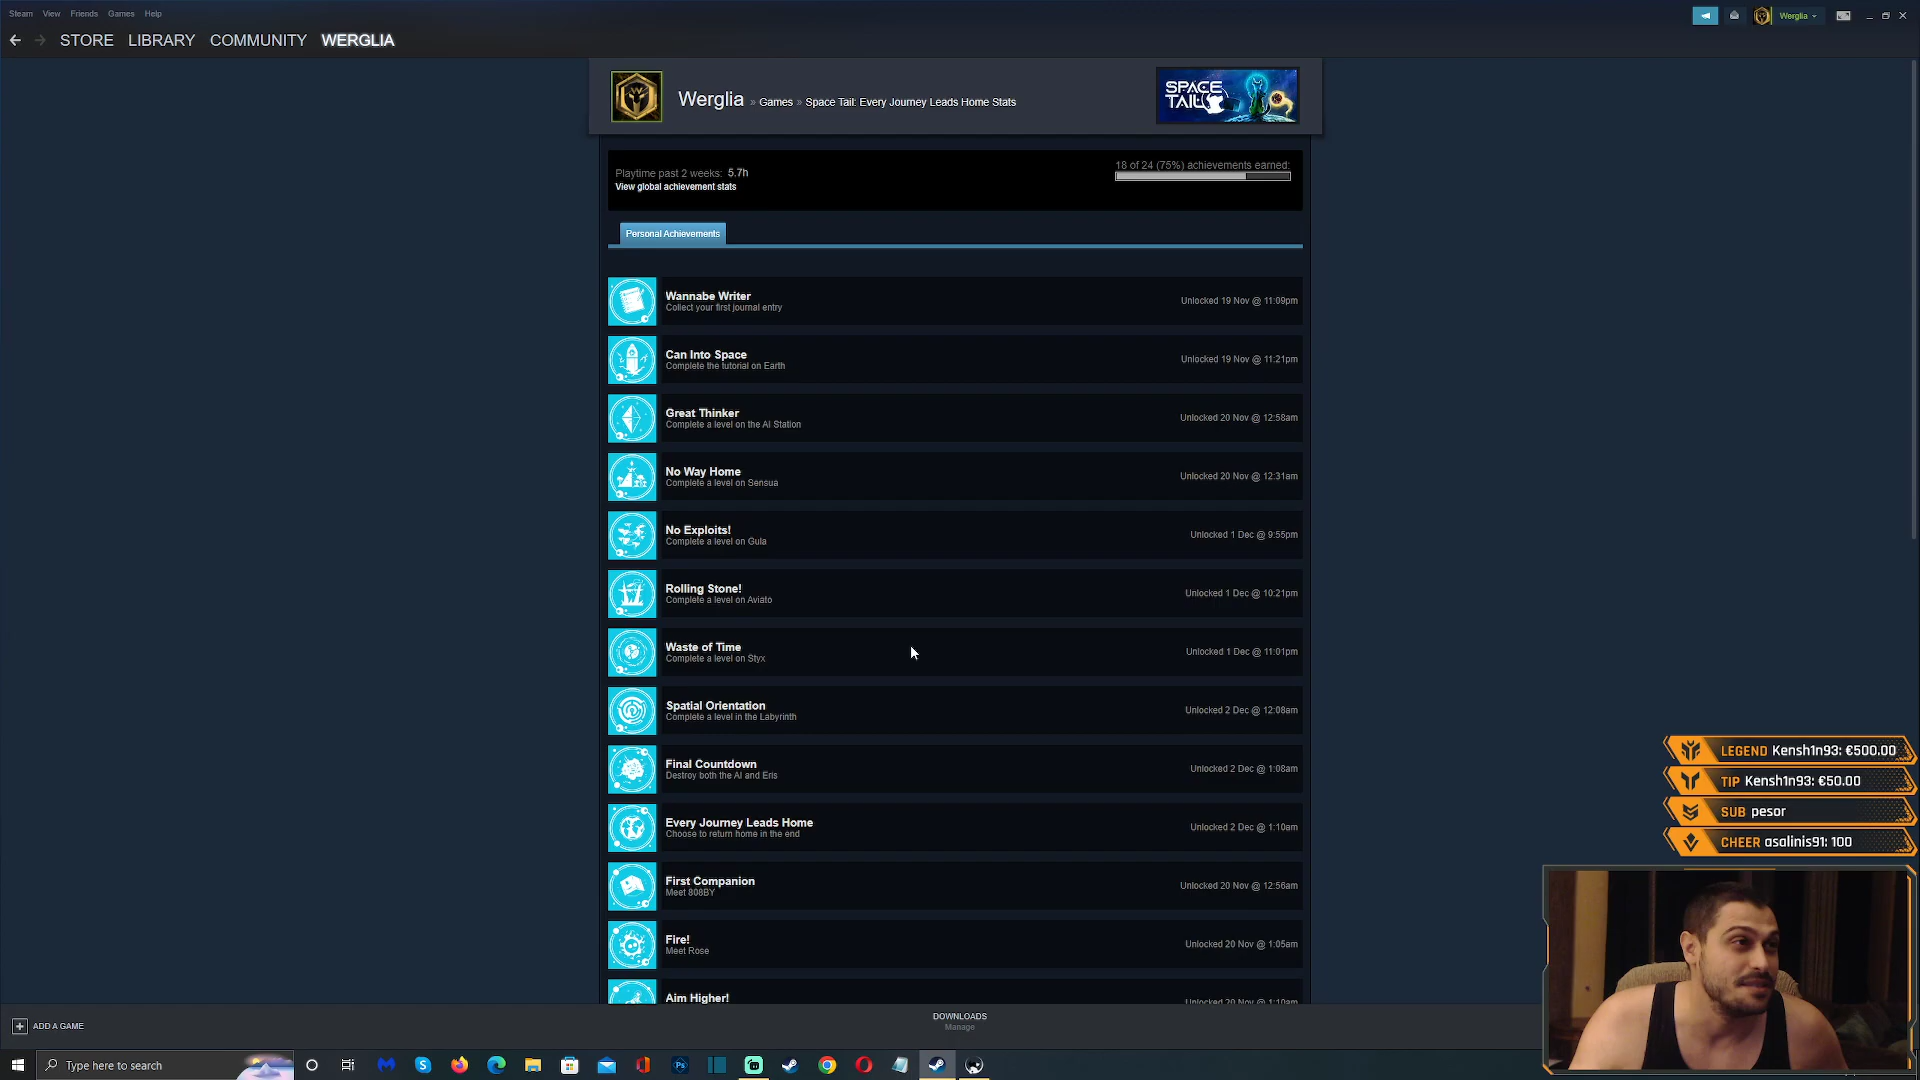 Steam View Friends Games Help
Werglia
STORE LIBRARY COMMUNITY WERGLIA
Werglia » Games » Space Tail: Every Journey Leads Home Stats
SPACE TAIL
Playtime past 2 weeks: 5.7h
View global achievement stats
18 of 24 (75%) achievements earned:
Personal Achievements
Wannabe Writer
Collect your first journal entry
Unlocked 19 Nov @ 11:09pm
Can Into Space
Complete the tutorial on Earth
Unlocked 19 Nov @ 11:21pm
Great Thinker
Complete a level on the AI Station
Unlocked 20 Nov @ 12:58am
No Way Home
Complete a level on Sensua
Unlocked 20 Nov @ 12:31am
No Exploits!
Complete a level on Gula
Unlocked 1 Dec @ 9:55pm
Rolling Stone!
Complete a level on Aviato
Unlocked 1 Dec @ 10:21pm
Waste of Time
Complete a level on Styx
Unlocked 1 Dec @ 11:01pm
Spatial Orientation
Complete a level in the Labyrinth
Unlocked 2 Dec @ 12:08am
Final Countdown
Destroy both the AI and Eris
Unlocked 2 Dec @ 1:08am
Every Journey Leads Home
Choose to return home in the end
Unlocked 2 Dec @ 1:10am
First Companion
Meet 808BY
Unlocked 20 Nov @ 12:56am
Fire!
Meet Rose
Unlocked 20 Nov @ 1:05am
Aim Higher!
Unlocked 20 Nov @ 1:10am
LEGEND Kensh1n93: €500.00
TIP Kensh1n93: €50.00
SUB pesor
CHEER asalinis91: 100
ADD A GAME
DOWNLOADS
Manage
Type here to search
Ps